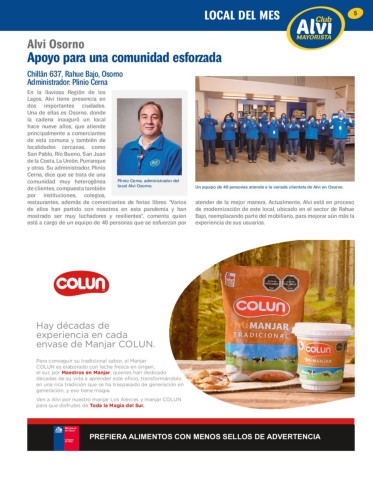 LOCAL DEL MES
5
Club
Alvi
MAYORISTA
Alvi Osorno
Apoyo para una comunidad esforzada
Chillán 637, Rahue Bajo, Osorno
Administrador: Plinio Cerna
En la lluviosa Región de los
Lagos, Alvi tiene presencia en
dos importantes ciudades.
Una de ellas es Osorno, donde
la cadena inauguró un local
hace nueve años, que atiende
principalmente a comerciantes
de esta comuna y también de
localidades cercanas, como
San Pablo, Río Bueno, San Juan
de la Costa, La Unión, Purranque
y otras. Su administrador, Plinio
Cerna, dice que se trata de una
comunidad muy heterogénea
de clientes, compuesta también
por instituciones, colegios,
restaurantes, además de comerciantes de ferias libres. "Varios
de ellos han partido con nosotros en esta pandemia y han
mostrado ser muy luchadores y resilientes", comenta quien
está a cargo de un equipo de 40 personas que se esfuerzan por
Plinio Cerna, administrador del
local Alvi Osorno.
Un equipo de 40 personas atiende a la variada clientela de Alvi en Osorno.
atender de la mejor manera. Actualmente, Alvi está en proceso
de modernización de este local, ubicado en el sector de Rahue
Bajo, reemplazando parte del mobiliario, para mejorar aún más la
experiencia de sus usuarios.
COLUN
Hay décadas de
experiencia en cada
envase de Manjar COLUN.
Para conseguir su tradicional sabor, el Manjar
COLUN es elaborado con leche fresca en origen,
el sur, por Maestros en Manjar, quienes han dedicado
décadas de su vida a aprender este oficio, transformándolo
en una rica tradición que se ha traspasado de generación en
generación, y eso tiene magia.
Ven a Alvi por nuestro manjar Los Alerces y manjar COLUN
para que disfrutes de Toda la Magia del Sur.
COLUN
MANJAR
TRADICIONAL
COLUN
MANJAR
PREFIERA ALIMENTOS CON MENOS SELLOS DE ADVERTENCIA